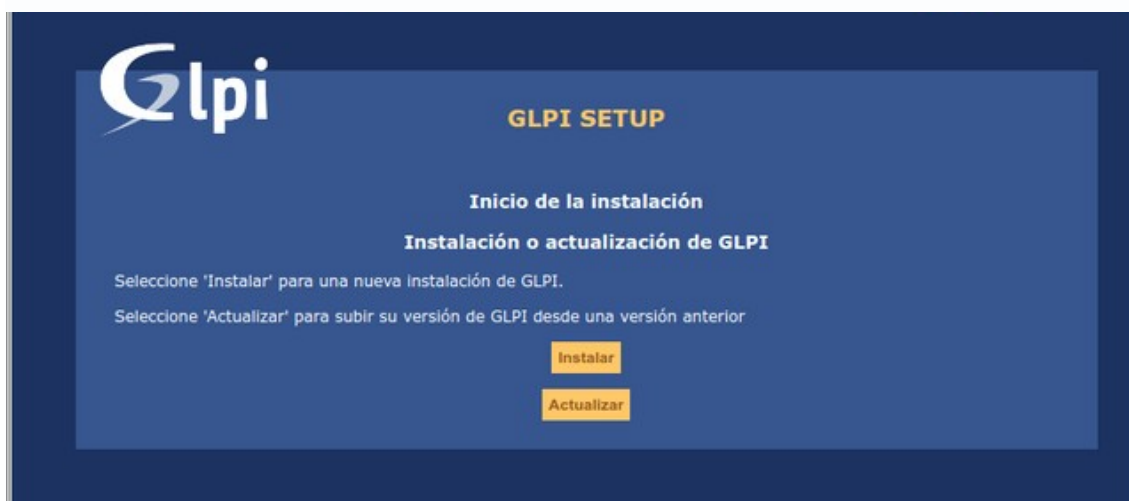 Glpi
GLPI SETUP
Inicio de la instalación
Instalación o actualización de GLPI
Seleccione 'Instalar' para una nueva instalación de GLPI.
Seleccione 'Actualizar' para subir su versión de GLPI desde una versión anterior
Instalar
Actualizar